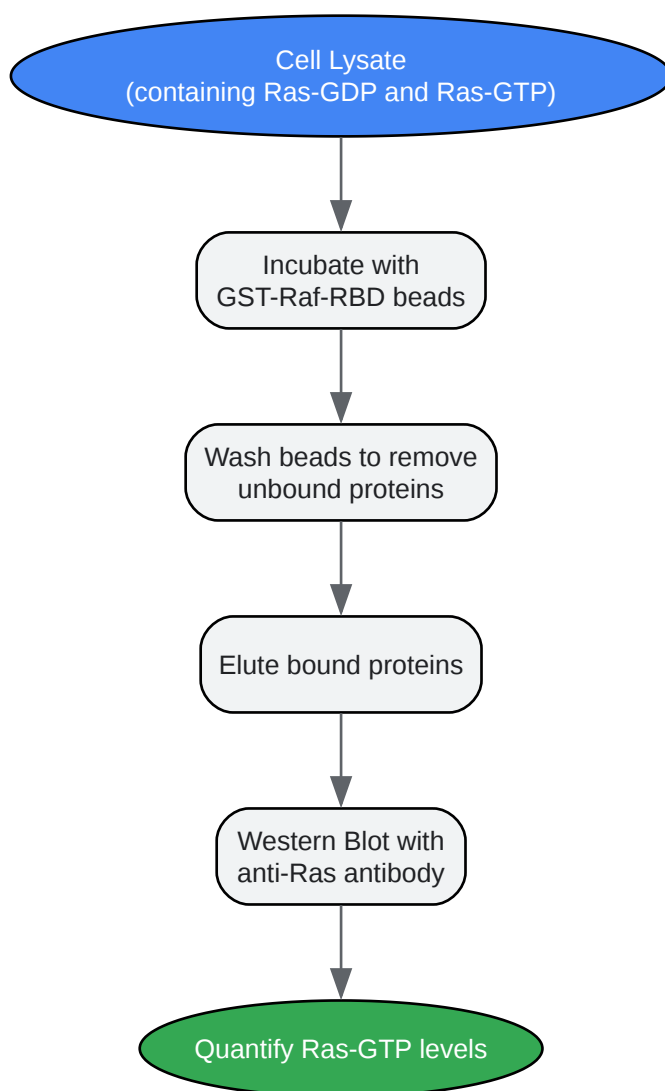 Cell Lysate
(containing Ras-GDP and Ras-GTP)
Incubate with
GST-Raf-RBD beads
Wash beads to remove
unbound proteins
Elute bound proteins
Western Blot with
anti-Ras antibody
Quantify Ras-GTP levels